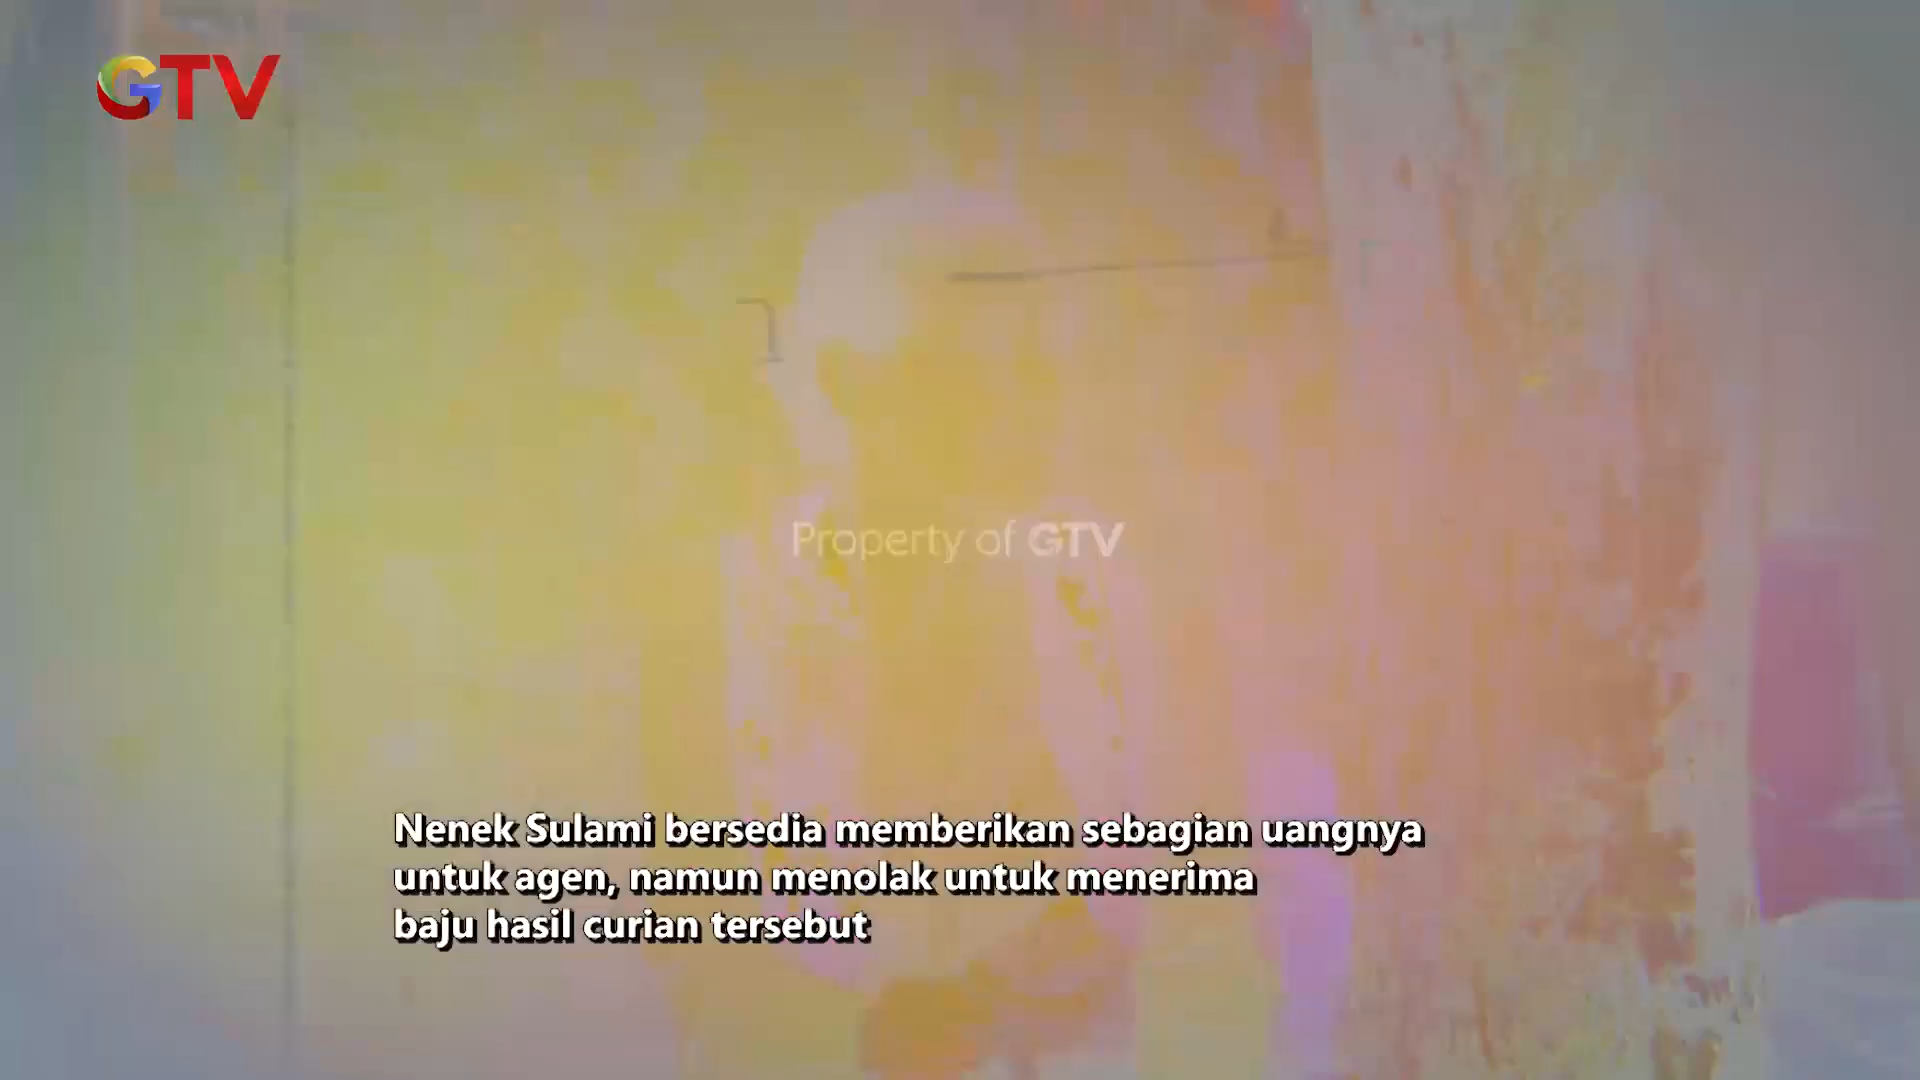 GTV
Property of GTV
Nenek Sulami bersedia memberikan sebagian uangnya
untuk agen, namun menolak untuk menerima
baju hasil curian tersebut